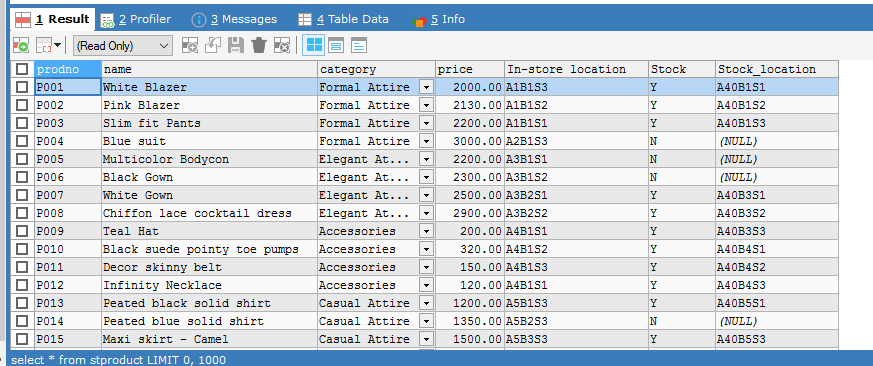 1 Result 2 Profiler 3 Messages 4 Table Data 5 Info
(Read Only)
prodno name category price In-store location Stock Stock_location
P001 White Blazer Formal Attire 2000.00 A1B1S3 Y A40B1S1
P002 Pink Blazer Formal Attire 2130.00 A1B1S2 Y A40B1S2
P003 Slim fit Pants Formal Attire 2200.00 A1B1S1 Y A40B1S3
P004 Blue suit Formal Attire 3000.00 A2B1S3 N (NULL)
P005 Multicolor Bodycon Elegant At... 2200.00 A3B1S1 N (NULL)
P006 Black Gown Elegant At... 2300.00 A3B1S2 N (NULL)
P007 White Gown Elegant At... 2500.00 A3B2S1 Y A40B3S1
P008 Chiffon lace cocktail dress Elegant At... 2900.00 A3B2S2 Y A40B3S2
P009 Teal Hat Accessories 200.00 A4B1S1 Y A40B3S3
P010 Black suede pointy toe pumps Accessories 320.00 A4B1S2 Y A40B4S1
P011 Decor skinny belt Accessories 150.00 A4B1S3 Y A40B4S2
P012 Infinity Necklace Accessories 120.00 A4B1S1 Y A40B4S3
P013 Peated black solid shirt Casual Attire 1200.00 A5B1S3 Y A40B5S1
P014 Peated blue solid shirt Casual Attire 1350.00 A5B2S3 N (NULL)
P015 Maxi skirt - Camel Casual Attire 1500.00 A5B3S3 Y A40B5S3
select * from stproduct LIMIT 0, 1000